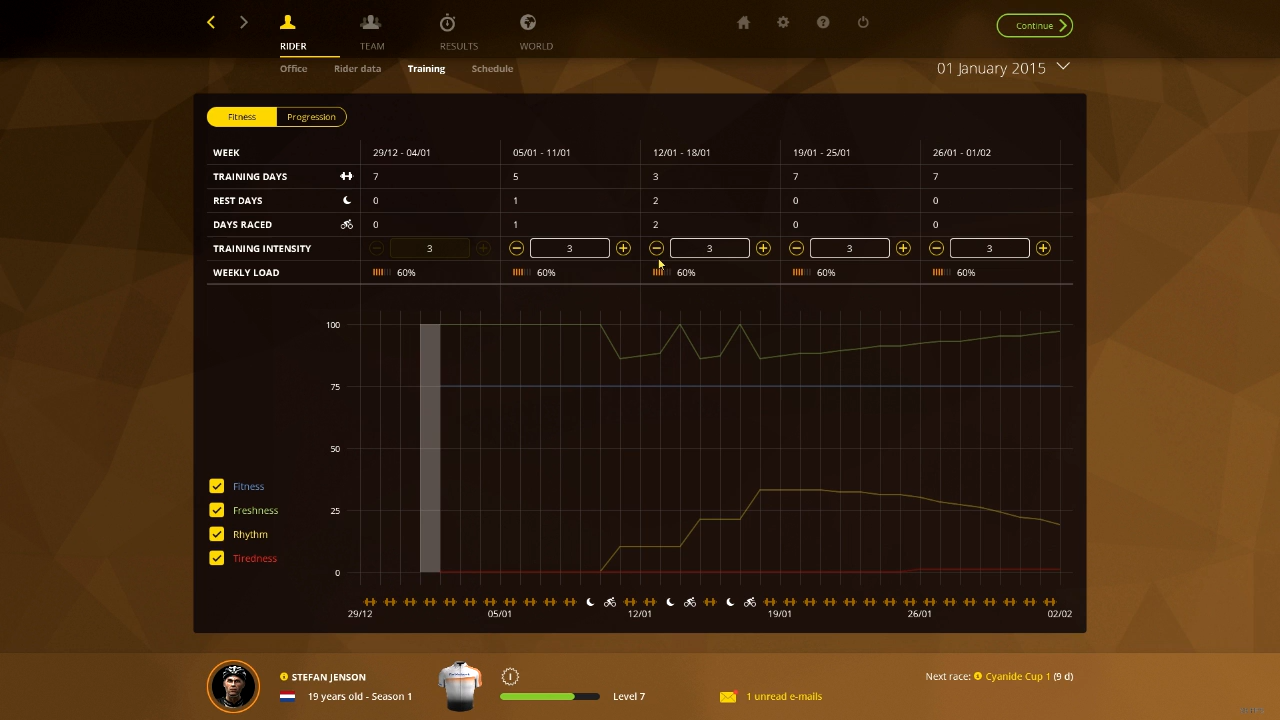 RIDER TEAM RESULTS WORLD Continue
Office Rider data Training Schedule 01 January 2015
Fitness Progression
WEEK 29/12 - 04/01 05/01 - 11/01 12/01 - 18/01 19/01 - 25/01 26/01 - 01/02
TRAINING DAYS 7 5 3 7 7
REST DAYS 0 1 2 0 0
DAYS RACED 0 1 2 0 0
TRAINING INTENSITY 3 3 3 3 3
WEEKLY LOAD 60% 60% 60% 60% 60%
100
75
50
25
0
Fitness
Freshness
Rhythm
Tiredness
29/12 05/01 12/01 19/01 26/01 02/02
STEFAN JENSON
19 years old - Season 1
Level 7
1 unread e-mails
Next race: Cyanide Cup 1 (9 d)